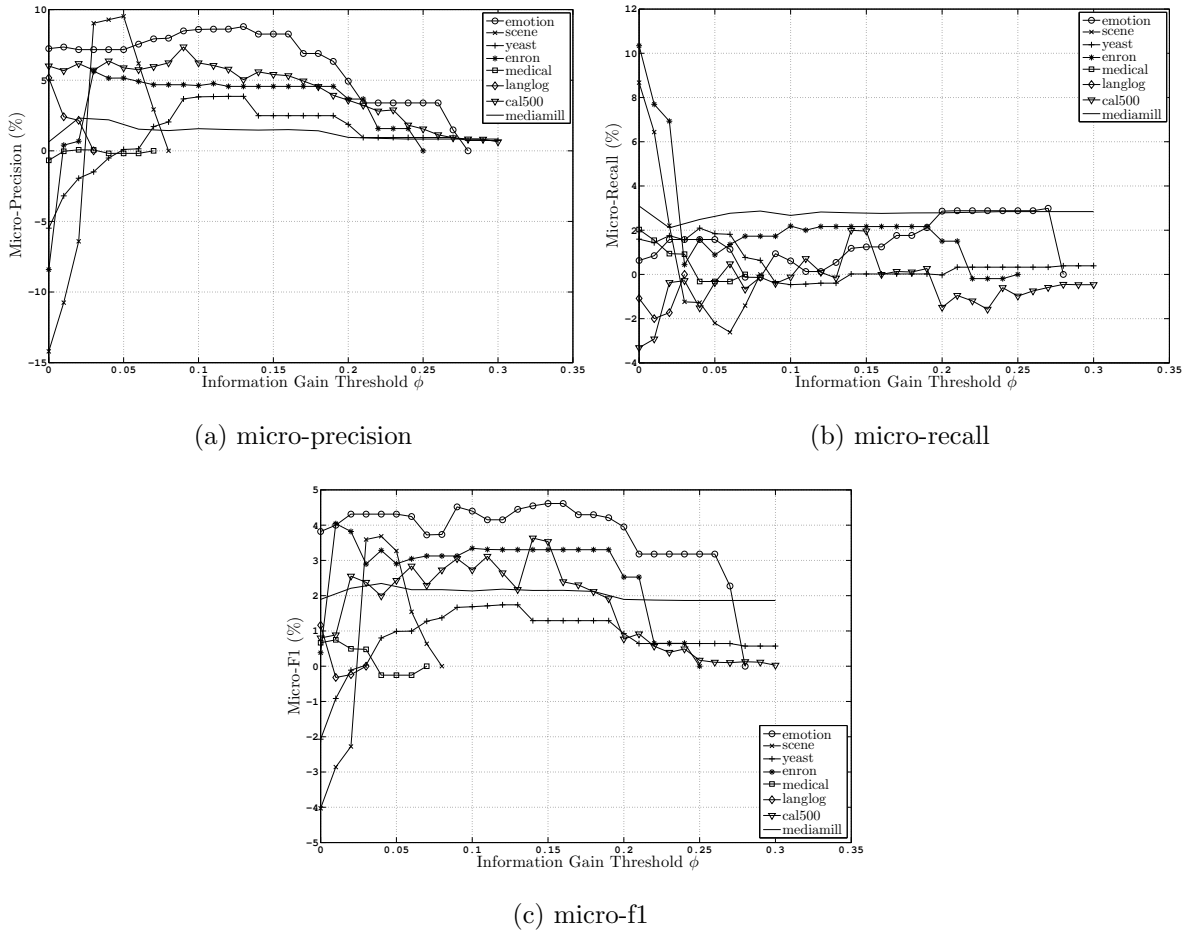 10
5
0
−5
−10
−15
0 0.05 0.1 0.15 0.2 0.25 0.3 0.35
Micro-Precision (%)
Information Gain Threshold ϕ
emotion
scene
yeast
enron
medical
langlog
cal500
mediamill
(a) micro-precision
12
10
8
6
4
2
0
−2
−4
0 0.05 0.1 0.15 0.2 0.25 0.3 0.35
Micro-Recall (%)
Information Gain Threshold ϕ
emotion
scene
yeast
enron
medical
langlog
cal500
mediamill
(b) micro-recall
5
4
3
2
1
0
−1
−2
−3
−4
−5
0 0.05 0.1 0.15 0.2 0.25 0.3 0.35
Micro-F1 (%)
Information Gain Threshold ϕ
emotion
scene
yeast
enron
medical
langlog
cal500
mediamill
(c) micro-f1